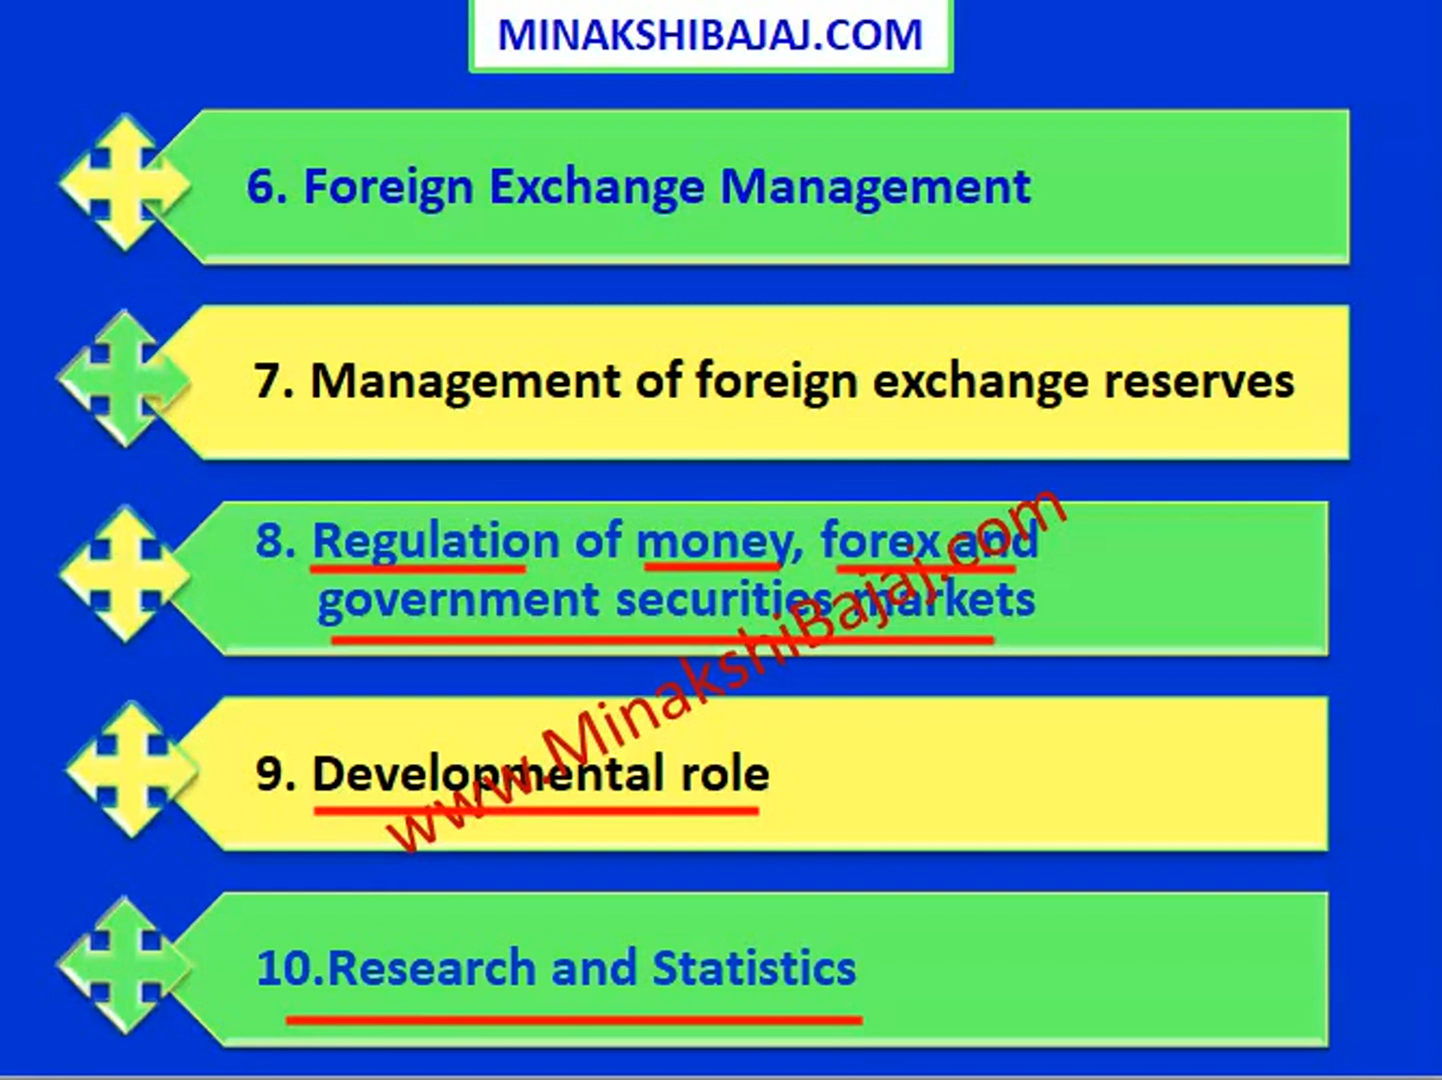 MINAKSHIBAJAJ.COM
6. Foreign Exchange Management
7. Management of foreign exchange reserves
8. Regulation of money, forex and
government securities markets
www.MinakshiBajaj.com
9. Developmental role
10.Research and Statistics